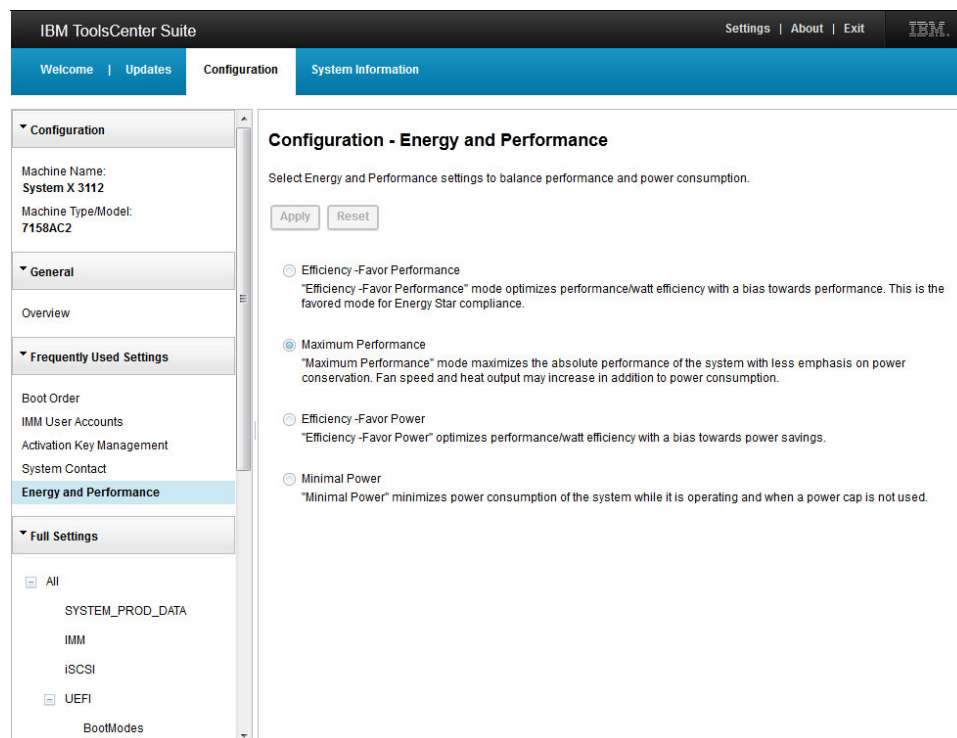 IBM ToolsCenter Suite
Settings | About | Exit
IBM.
Welcome | Updates
Configuration
System Information
Configuration
Machine Name:
System X 3112
Machine Type/Model:
7158AC2
General
Overview
Frequently Used Settings
Boot Order
IMM User Accounts
Activation Key Management
System Contact
Energy and Performance
Full Settings
All
SYSTEM_PROD_DATA
IMM
iSCSI
UEFI
BootModes
Configuration - Energy and Performance
Select Energy and Performance settings to balance performance and power consumption.
Apply
Reset
Efficiency -Favor Performance
"Efficiency -Favor Performance" mode optimizes performance/watt efficiency with a bias towards performance. This is the
favored mode for Energy Star compliance.
Maximum Performance
"Maximum Performance" mode maximizes the absolute performance of the system with less emphasis on power
conservation. Fan speed and heat output may increase in addition to power consumption.
Efficiency -Favor Power
"Efficiency -Favor Power" optimizes performance/watt efficiency with a bias towards power savings.
Minimal Power
"Minimal Power" minimizes power consumption of the system while it is operating and when a power cap is not used.